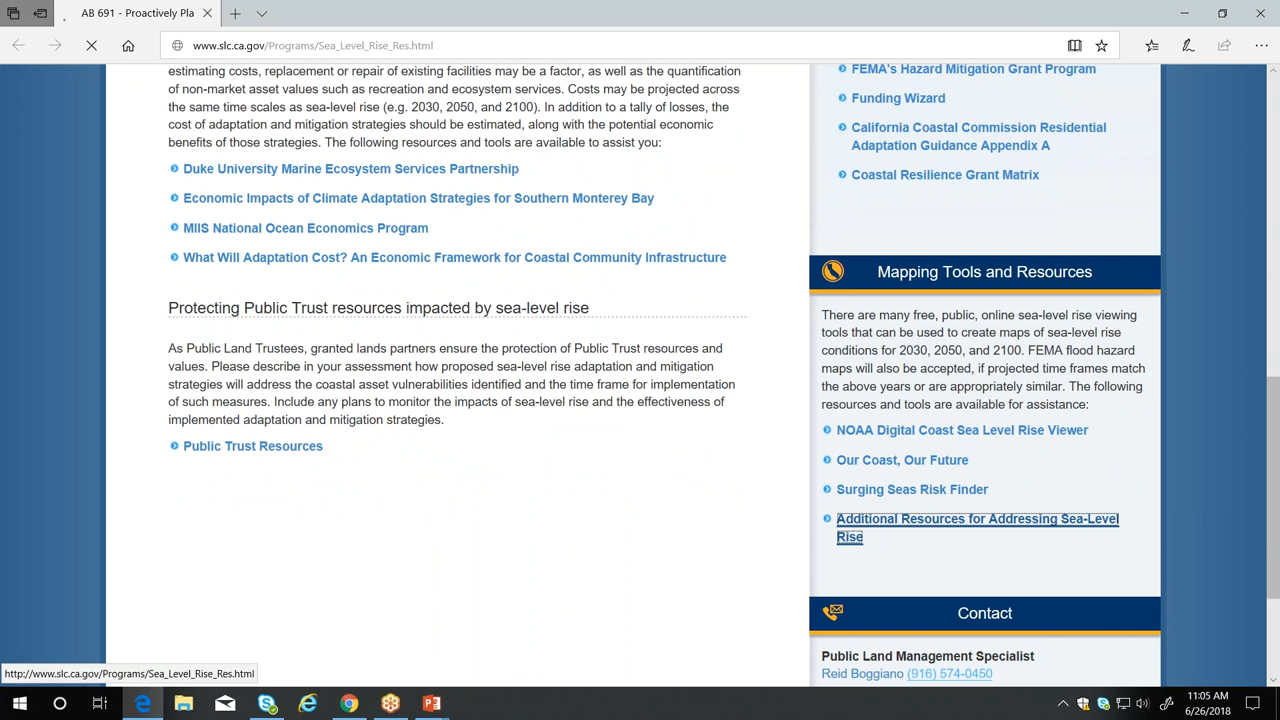 AB 691 - Proactively Pla
www.slc.ca.gov/Programs/Sea_Level_Rise_Res.html
estimating costs, replacement or repair of existing facilities may be a factor, as well as the quantification
of non-market asset values such as recreation and ecosystem services. Costs may be projected across
the same time scales as sea-level rise (e.g. 2030, 2050, and 2100). In addition to a tally of losses, the
cost of adaptation and mitigation strategies should be estimated, along with the potential economic
benefits of those strategies. The following resources and tools are available to assist you:
Duke University Marine Ecosystem Services Partnership
Economic Impacts of Climate Adaptation Strategies for Southern Monterey Bay
MIIS National Ocean Economics Program
What Will Adaptation Cost? An Economic Framework for Coastal Community Infrastructure
Protecting Public Trust resources impacted by sea-level rise
As Public Land Trustees, granted lands partners ensure the protection of Public Trust resources and
values. Please describe in your assessment how proposed sea-level rise adaptation and mitigation
strategies will address the coastal asset vulnerabilities identified and the time frame for implementation
of such measures. Include any plans to monitor the impacts of sea-level rise and the effectiveness of
implemented adaptation and mitigation strategies.
Public Trust Resources
FEMA's Hazard Mitigation Grant Program
Funding Wizard
California Coastal Commission Residential
Adaptation Guidance Appendix A
Coastal Resilience Grant Matrix
Mapping Tools and Resources
There are many free, public, online sea-level rise viewing
tools that can be used to create maps of sea-level rise
conditions for 2030, 2050, and 2100. FEMA flood hazard
maps will also be accepted, if projected time frames match
the above years or are appropriately similar. The following
resources and tools are available for assistance:
NOAA Digital Coast Sea Level Rise Viewer
Our Coast, Our Future
Surging Seas Risk Finder
Additional Resources for Addressing Sea-Level
Rise
Contact
Public Land Management Specialist
Reid Boggiano (916) 574-0450
http://www.slc.ca.gov/Programs/Sea_Level_Rise_Res.html
11:05 AM
6/26/2018